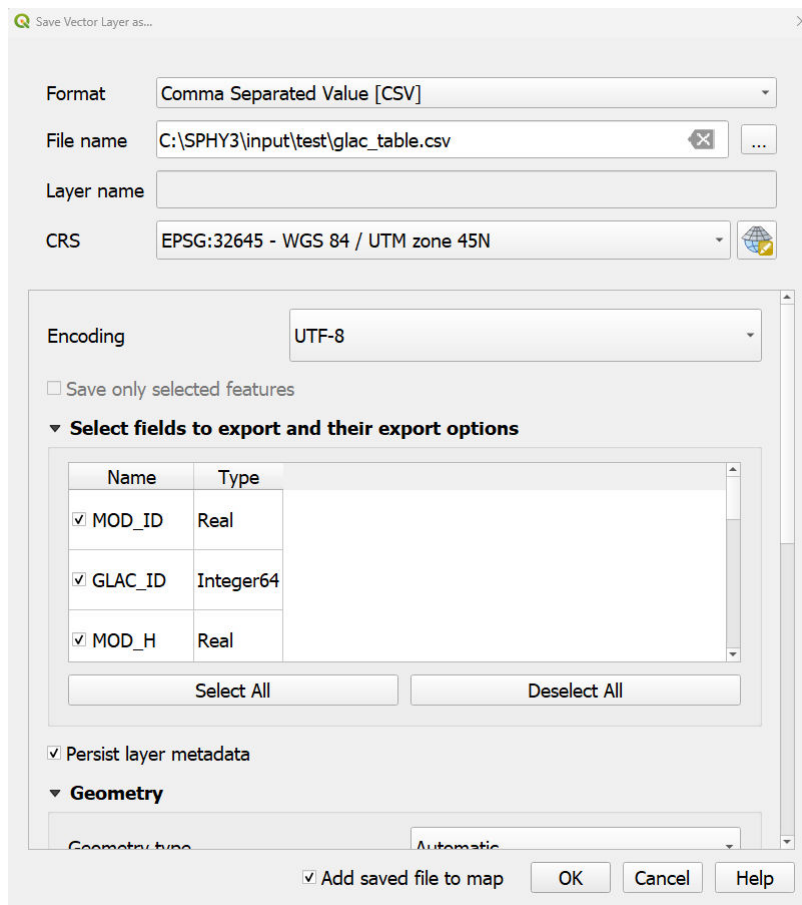 Save Vector Layer as...
Format Comma Separated Value [CSV]
File name C:\SPHY3\input\test\glac_table.csv ...
Layer name
CRS EPSG:32645 - WGS 84 / UTM zone 45N
Encoding UTF-8
Save only selected features
Select fields to export and their export options
Name Type
MOD_ID Real
GLAC_ID Integer64
MOD_H Real
Select All Deselect All
Persist layer metadata
Geometry
Geometry type Automatic
Add saved file to map OK Cancel Help